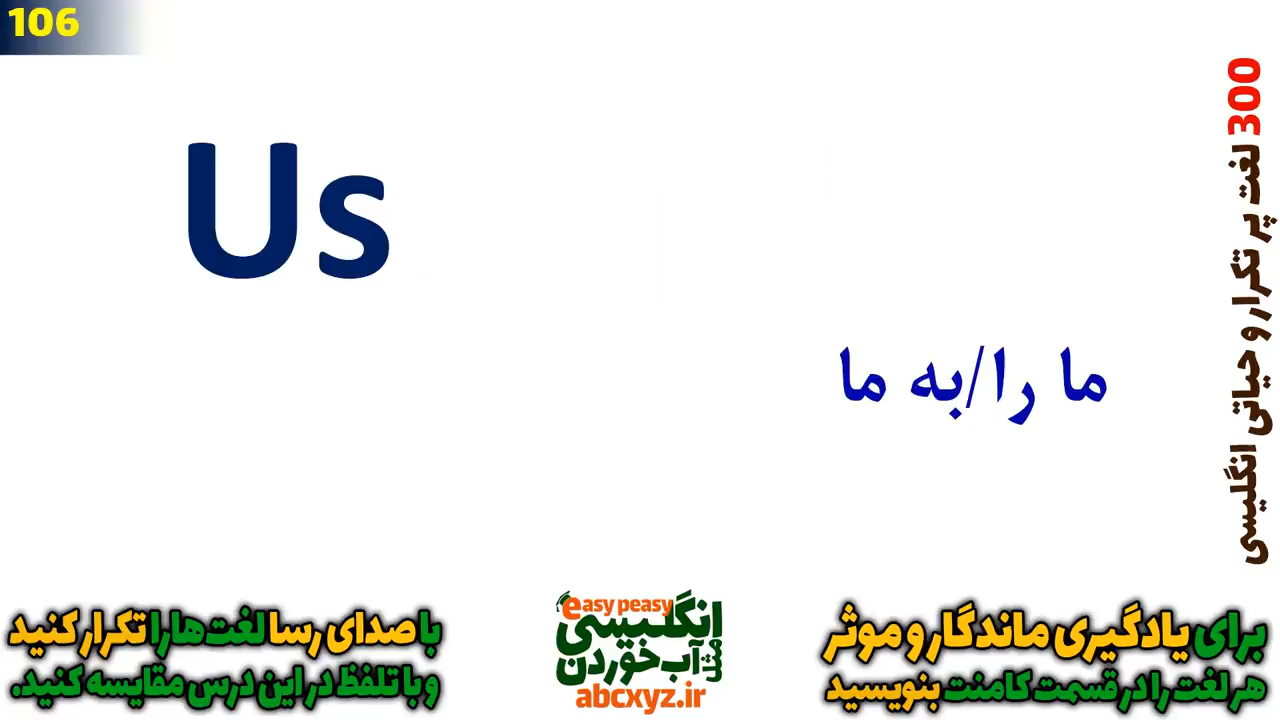 106
Us
ما را/به ما
300 لغت پر تکرار و حیاتی انگلیسی
برای یادگیری ماندگار و موثر
هر لغت را در قسمت کامنت بنویسید
easy peasy
انگلیسی
مثل آب خوردن
abcxyz.ir
با صدای رسا لغت‌ها را تکرار کنید
و با تلفظ در این درس مقایسه کنید.